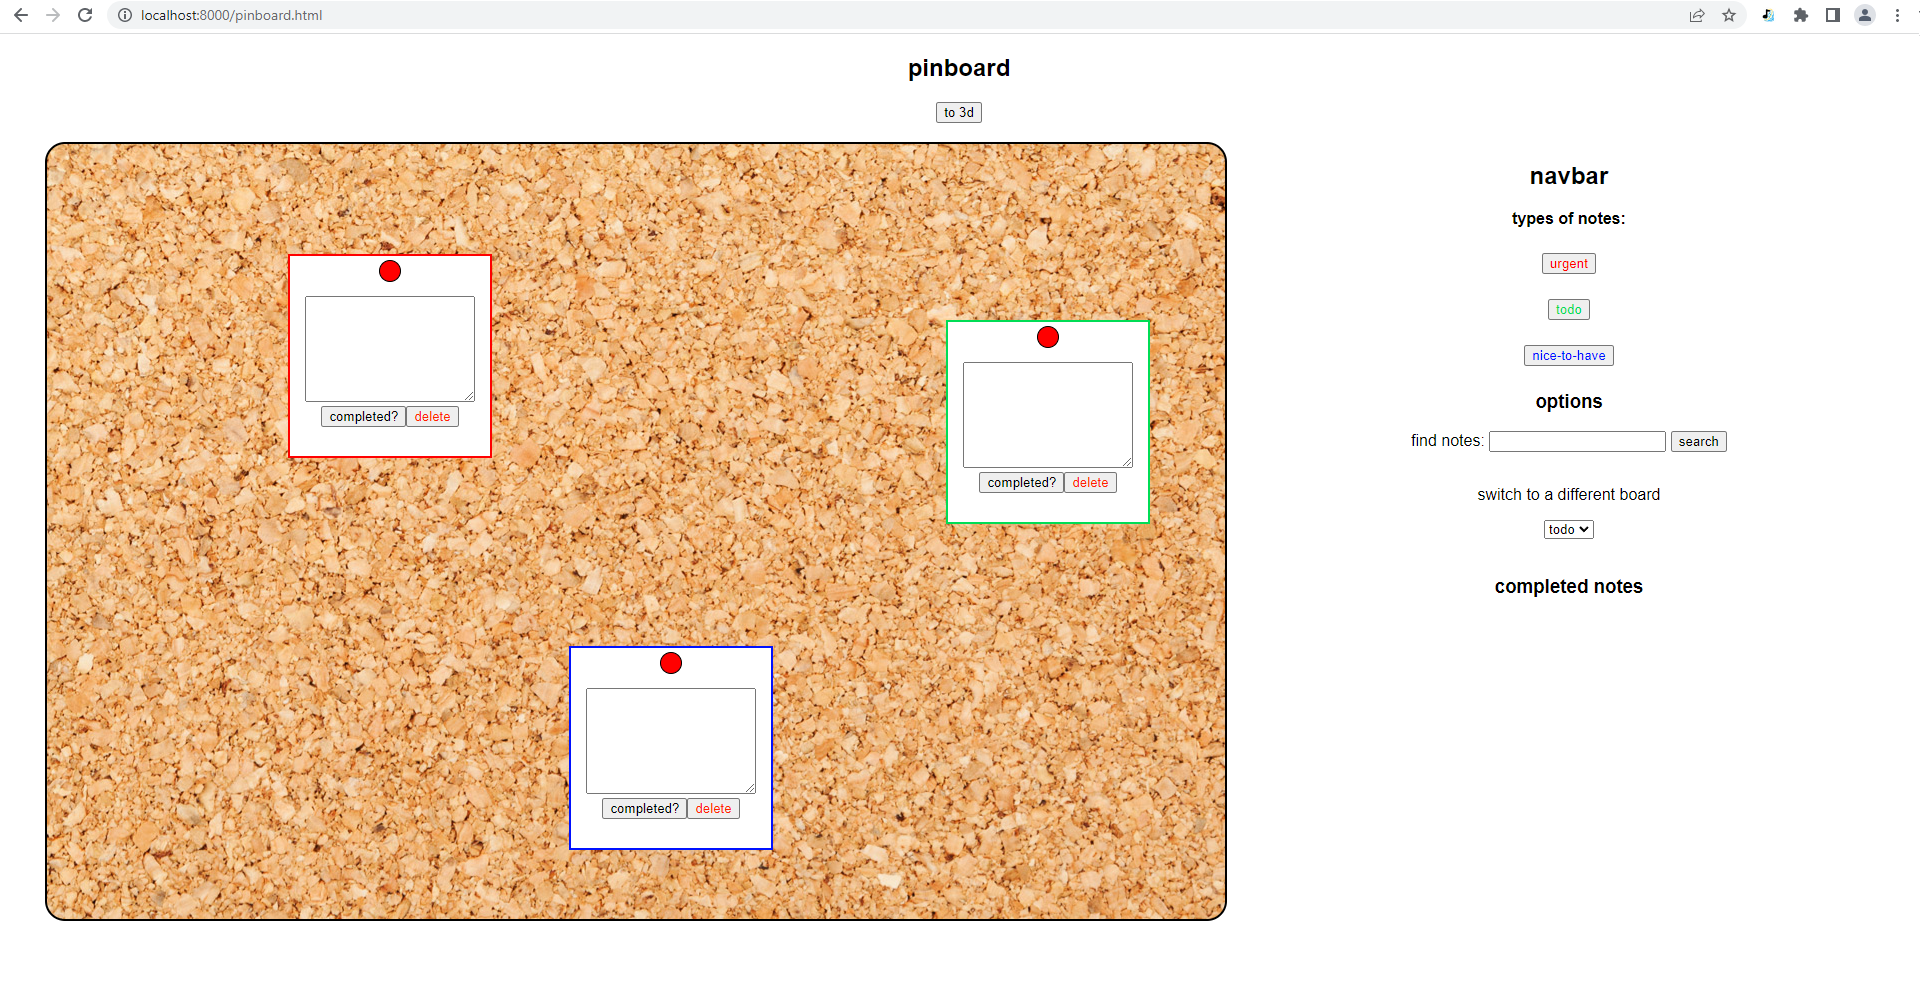 localhost:8000/pinboard.html
pinboard
to 3d
completed? delete
completed? delete
completed? delete
navbar
types of notes:
urgent
todo
nice-to-have
options
find notes: search
switch to a different board
todo
completed notes